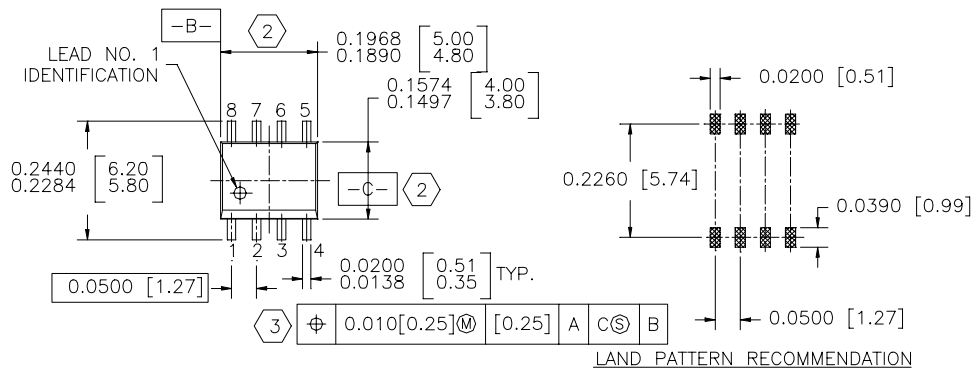 -B-
2
LEAD NO. 1
IDENTIFICATION
0.1968 [5.00]
0.1890 [4.80]
0.1574 [4.00]
0.1497 [3.80]
8 7 6 5
0.2440 [6.20]
0.2284 [5.80]
-C-
2
1 2 3 4
0.0500 [1.27]
0.0200 [0.51] TYP.
0.0138 [0.35]
3
⌖ 0.010[0.25]Ⓜ [0.25] A CⓈ B
0.0200 [0.51]
0.2260 [5.74]
0.0390 [0.99]
0.0500 [1.27]
LAND PATTERN RECOMMENDATION